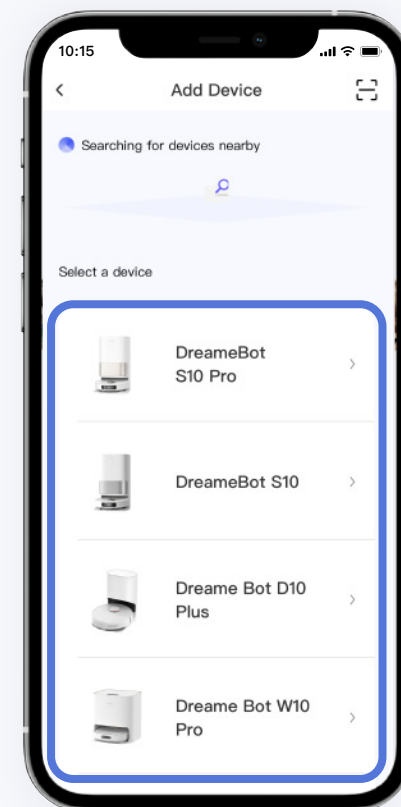 10:15
Add Device
Searching for devices nearby
Select a device
DreameBot
S10 Pro
DreameBot S10
Dreame Bot D10
Plus
Dreame Bot W10
Pro